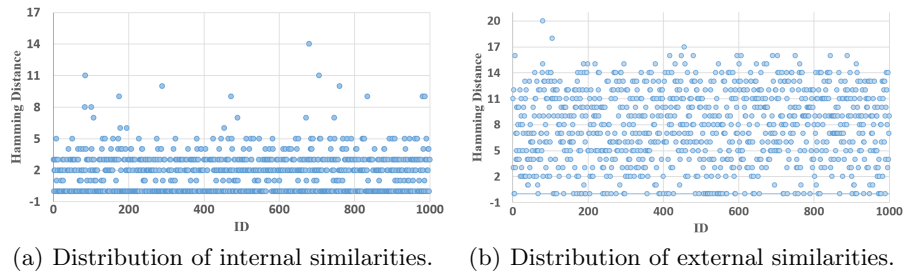 17
14
11
8
5
2
-1
Hamming Distance
0 200 400 600 800 1000
ID
(a) Distribution of internal similarities.
20
17
14
11
8
5
2
-1
Hamming Distance
0 200 400 600 800 1000
ID
(b) Distribution of external similarities.